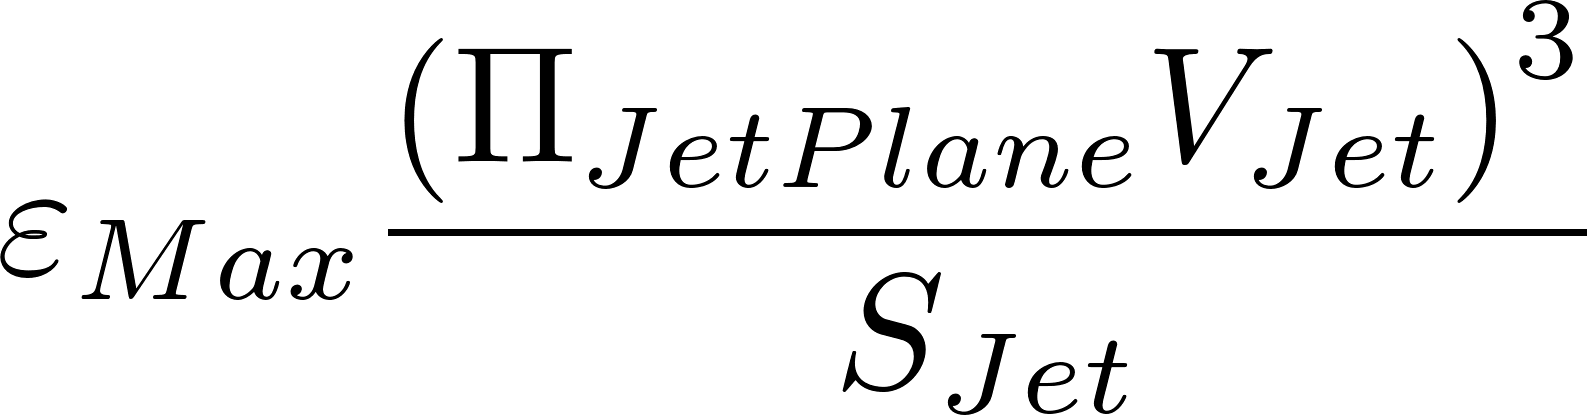 ε_{Max} \frac{(Π_{JetPlane} V_{Jet})^3}{S_{Jet}}